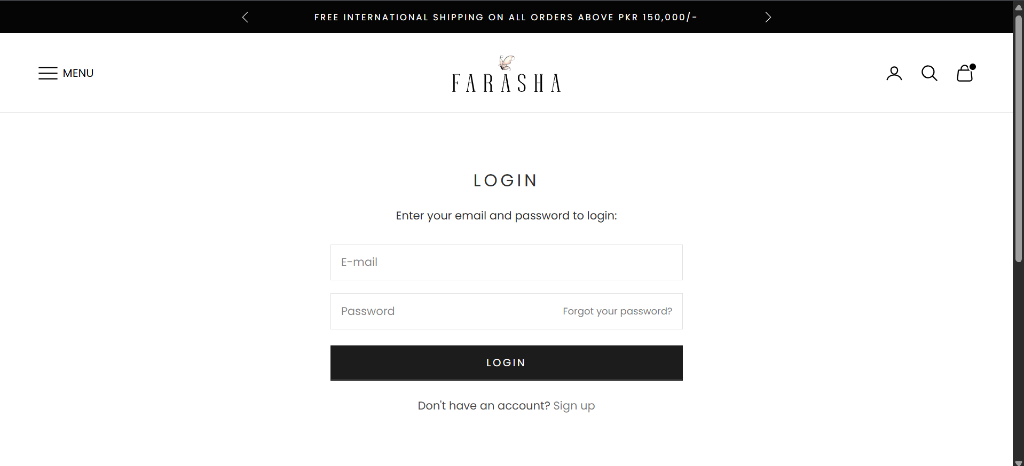 FREE INTERNATIONAL SHIPPING ON ALL ORDERS ABOVE PKR 150,000/-
MENU
FARASHA
LOGIN
Enter your email and password to login:
E-mail
Password
Forgot your password?
LOGIN
Don't have an account? Sign up